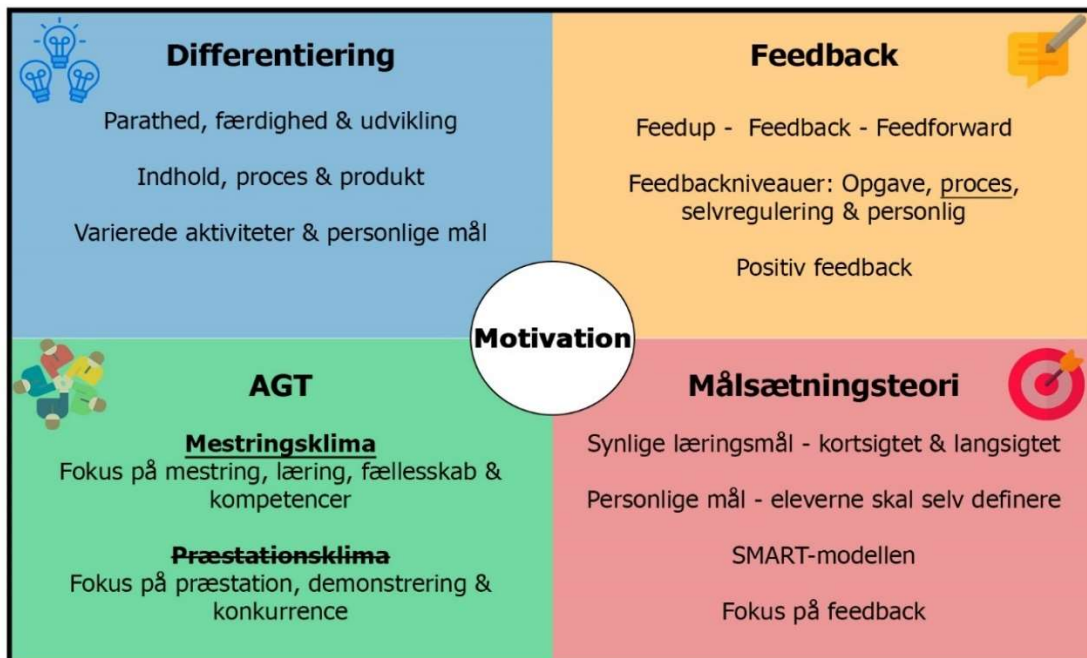 Differentiering
Parathed, færdighed & udvikling
Indhold, proces & produkt
Varierede aktiviteter & personlige mål
Feedback
Feedup - Feedback - Feedforward
Feedbackniveauer: Opgave, proces,
selvregulering & personlig
Positiv feedback
Motivation
AGT
Mestringsklima
Fokus på mestring, læring, fællesskab &
kompetencer
Præstationsklima
Fokus på præstation, demonstrering &
konkurrence
Målsætningsteori
Synlige læringsmål - kortsigtet & langsigtet
Personlige mål - eleverne skal selv definere
SMART-modellen
Fokus på feedback